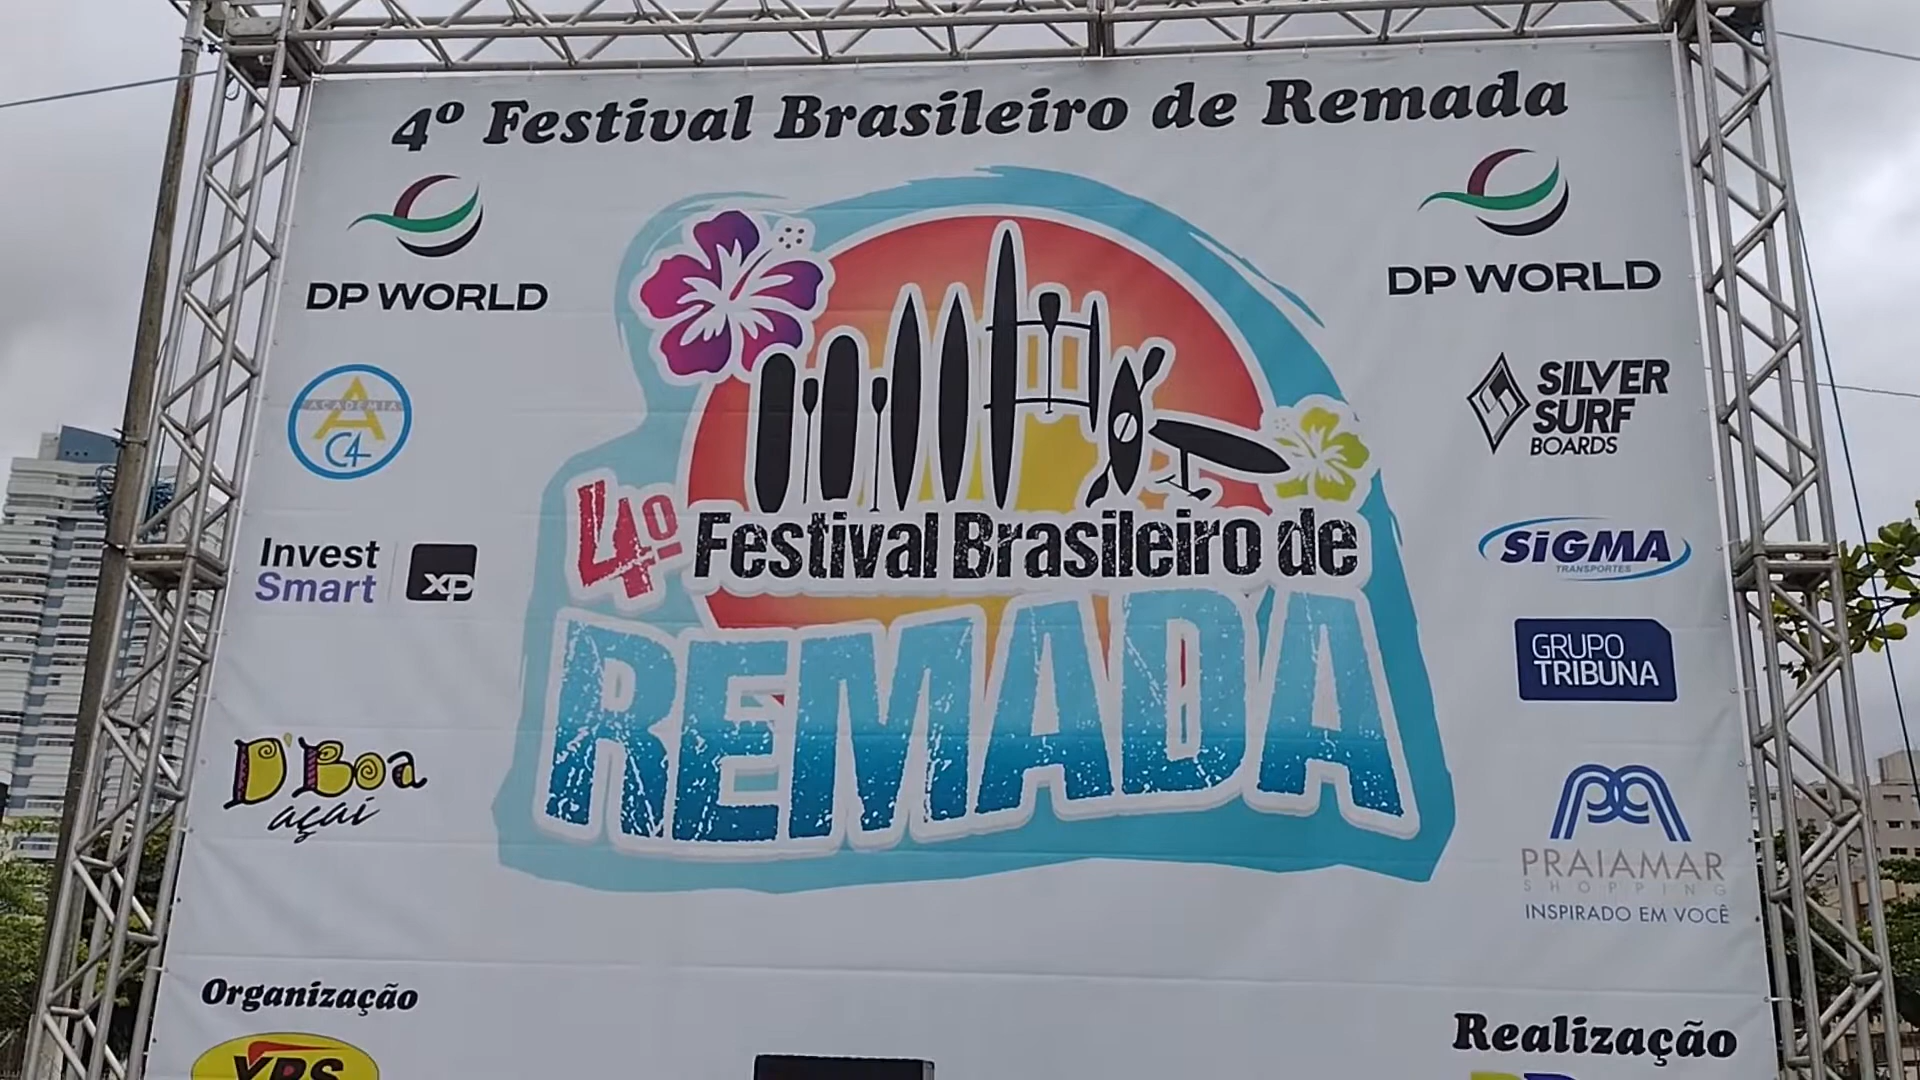 4º Festival Brasileiro de Remada
DP WORLD
DP WORLD
ACADEMIA
C4
SILVER
SURF
BOARDS
4º Festival Brasileiro de
REMADA
Invest
Smart
XP
SiGMA
TRANSPORTES
GRUPO
TRIBUNA
D'Boa
açaí
PRAIAMAR
SHOPPING
INSPIRADO EM VOCÊ
Organização
Realização